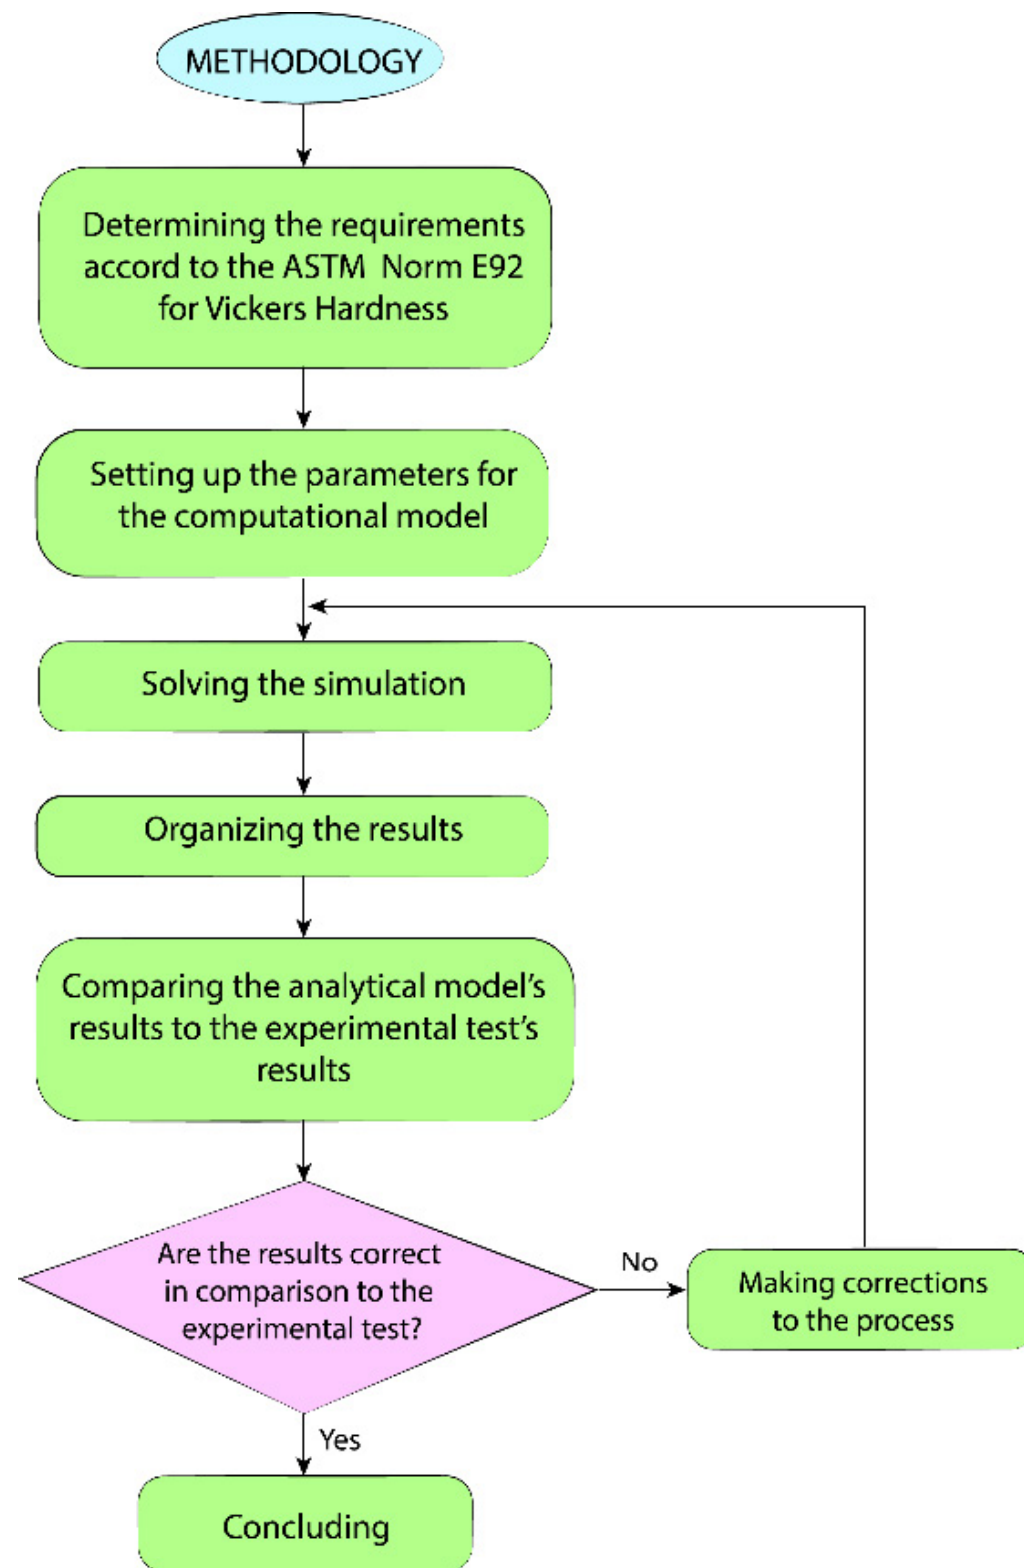 METHODOLOGY
Determining the requirements
accord to the ASTM Norm E92
for Vickers Hardness
Setting up the parameters for
the computational model
Solving the simulation
Organizing the results
Comparing the analytical model's
results to the experimental test's
results
Are the results correct
in comparison to the
experimental test?
No
Making corrections
to the process
Yes
Concluding